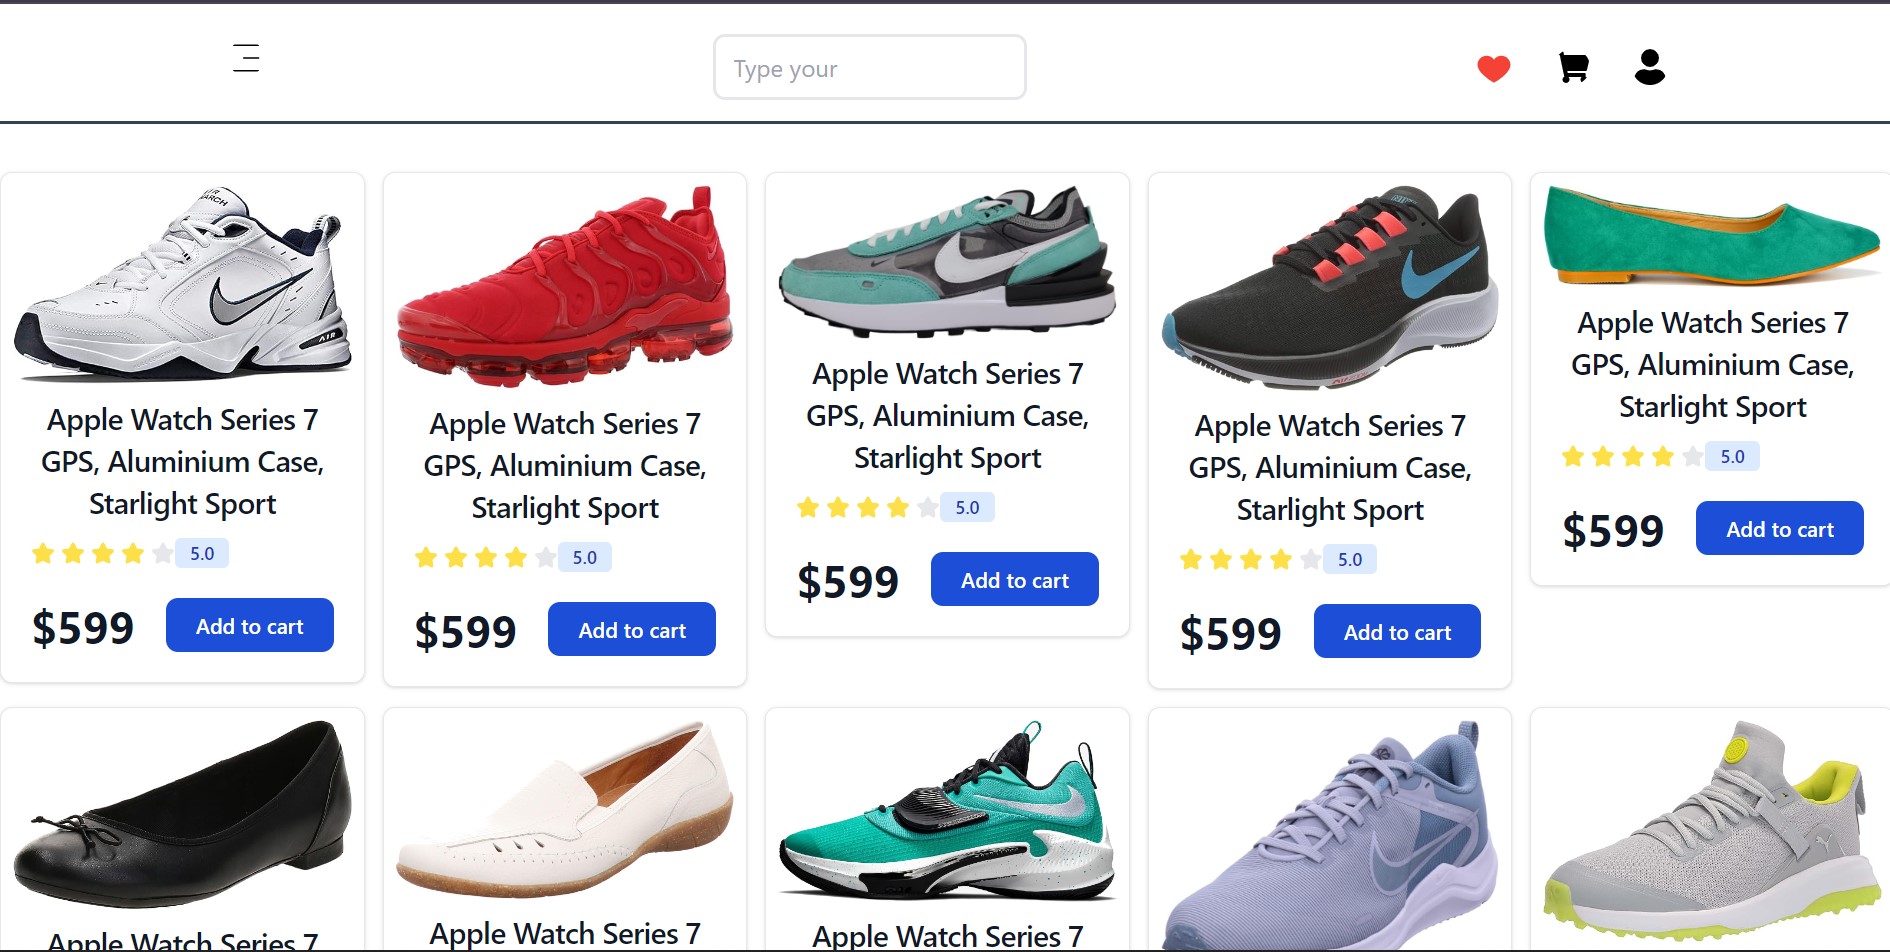 Type your
Apple Watch Series 7
GPS, Aluminium Case,
Starlight Sport
5.0
$599
Add to cart
Apple Watch Series 7
GPS, Aluminium Case,
Starlight Sport
5.0
$599
Add to cart
Apple Watch Series 7
GPS, Aluminium Case,
Starlight Sport
5.0
$599
Add to cart
Apple Watch Series 7
GPS, Aluminium Case,
Starlight Sport
5.0
$599
Add to cart
Apple Watch Series 7
GPS, Aluminium Case,
Starlight Sport
5.0
$599
Add to cart
Apple Watch Series 7
Apple Watch Series 7
Apple Watch Series 7